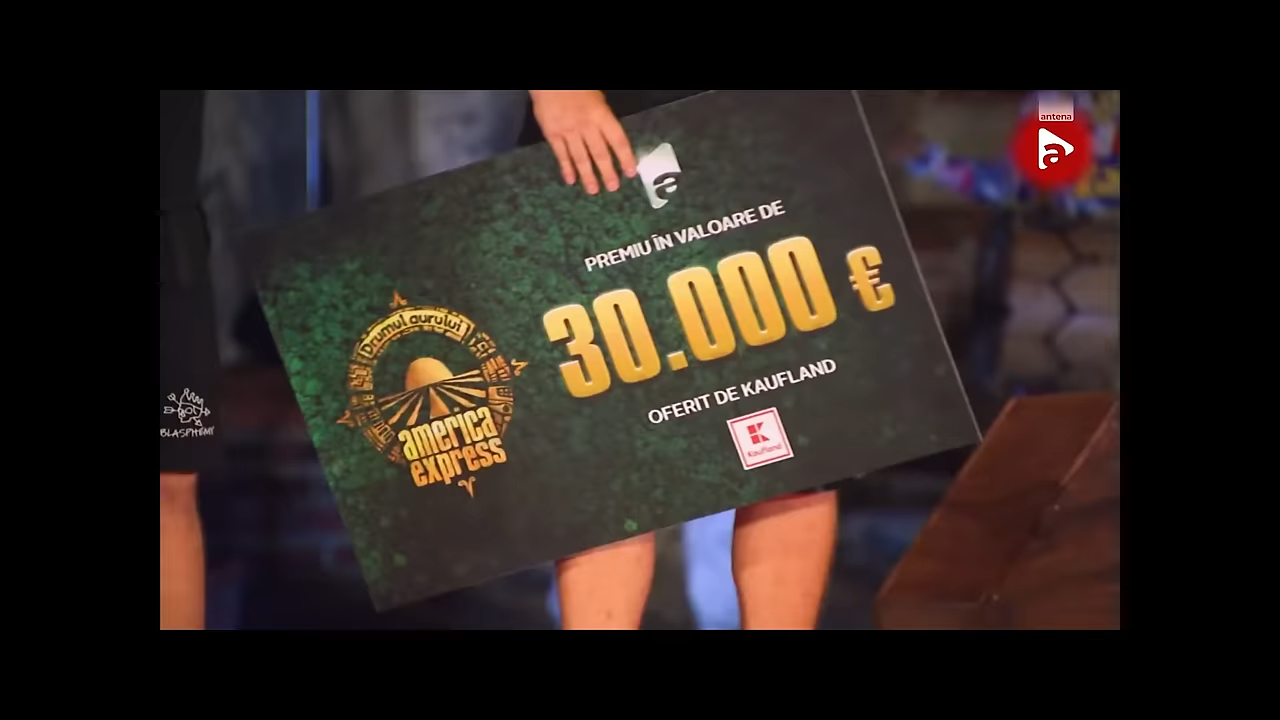 antena
a
a
PREMIU ÎN VALOARE DE
30.000 €
OFERIT DE KAUFLAND
K
Kaufland
Drumul aurului
america
express
BLASPHEMY